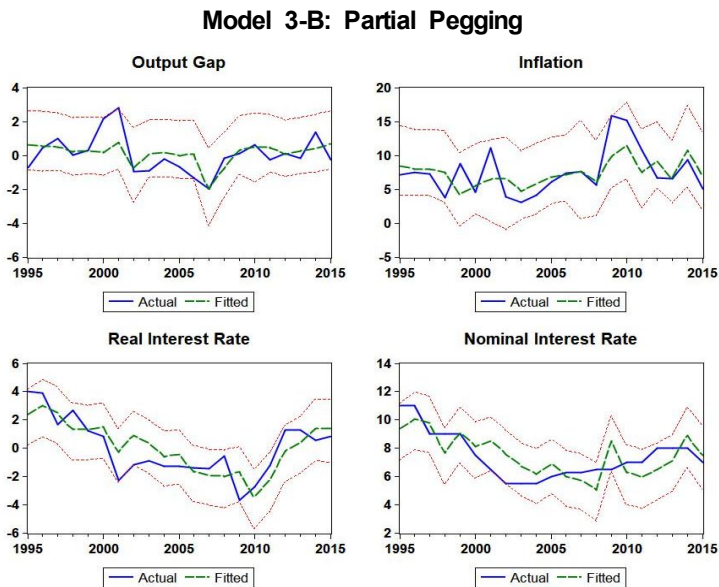 Model 3-B: Partial Pegging
Output Gap
4
2
0
-2
-4
-6
1995 2000 2005 2010 2015
Actual Fitted
Inflation
20
15
10
5
0
-5
1995 2000 2005 2010 2015
Actual Fitted
Real Interest Rate
6
4
2
0
-2
-4
-6
1995 2000 2005 2010 2015
Actual Fitted
Nominal Interest Rate
14
12
10
8
6
4
2
1995 2000 2005 2010 2015
Actual Fitted